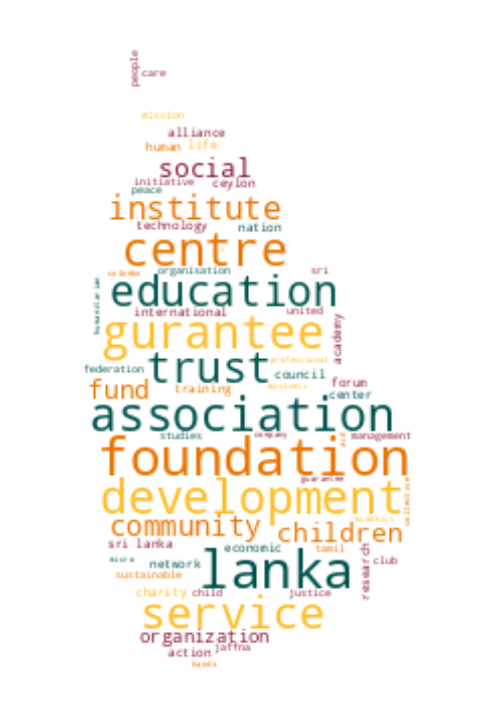 people
care
mission
alliance
human life
social
initiative ceylon
peace
institute
technology nation
centre
colombo organisation sri
education
humanitarian
international united
gurantee
academy
professional
trust
federation council
business
fund training forum
center
association
studies company aid management
foundation
guarantee
development
collective
buddhist
community children
sri lanka economic tamil
micro network lanka research club
sustainable
charity child justice
service
organization
action jaffna
hands